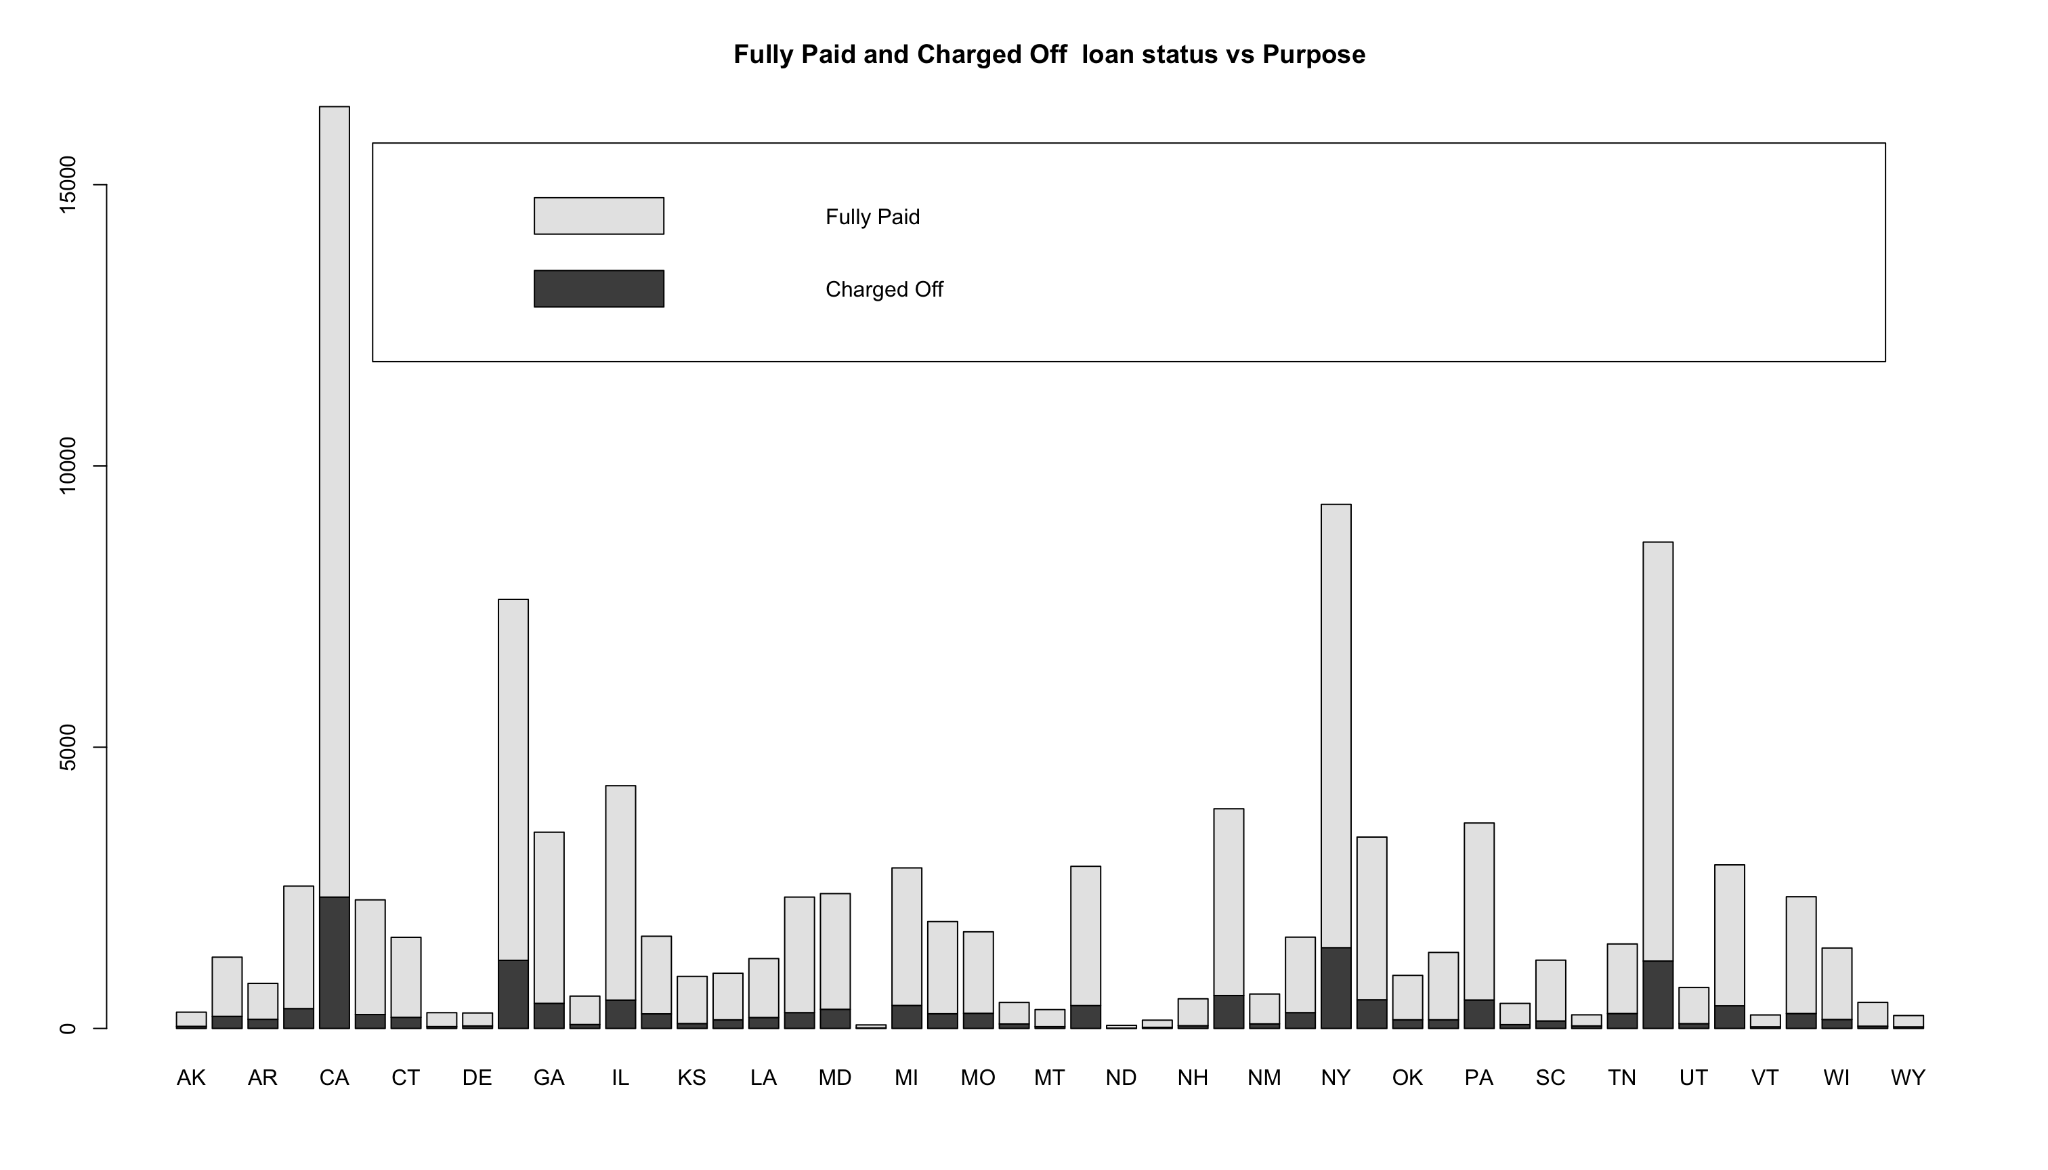 Fully Paid and Charged Off  loan status vs Purpose
15000
10000
5000
0
Fully Paid
Charged Off
AK AR CA CT DE GA IL KS LA MD MI MO MT ND NH NM NY OK PA SC TN UT VT WI WY